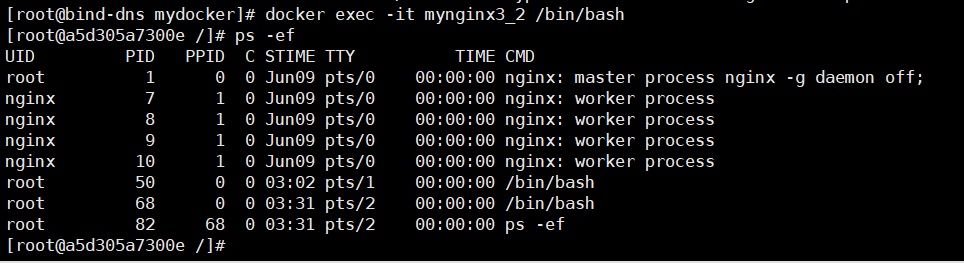 [root@bind-dns mydocker]# docker exec -it mynginx3_2 /bin/bash
[root@a5d305a7300e /]# ps -ef
UID        PID  PPID  C STIME TTY          TIME CMD
root         1     0  0 Jun09 pts/0    00:00:00 nginx: master process nginx -g daemon off;
nginx        7     1  0 Jun09 pts/0    00:00:00 nginx: worker process
nginx        8     1  0 Jun09 pts/0    00:00:00 nginx: worker process
nginx        9     1  0 Jun09 pts/0    00:00:00 nginx: worker process
nginx       10     1  0 Jun09 pts/0    00:00:00 nginx: worker process
root        50     0  0 03:02 pts/1    00:00:00 /bin/bash
root        68     0  0 03:31 pts/2    00:00:00 /bin/bash
root        82    68  0 03:31 pts/2    00:00:00 ps -ef
[root@a5d305a7300e /]#